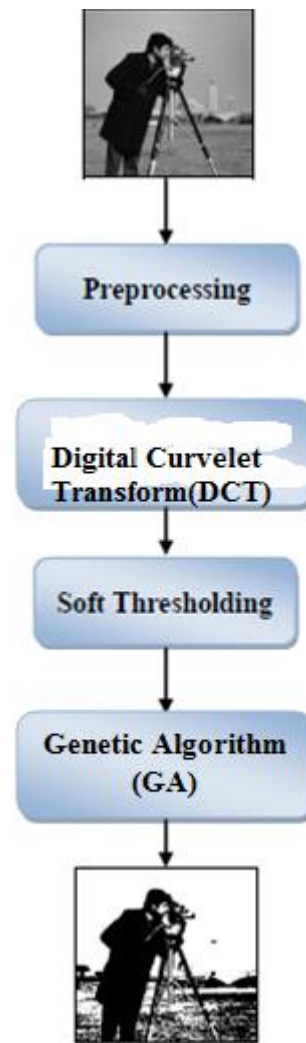 Preprocessing
Digital Curvelet
Transform(DCT)
Soft Thresholding
Genetic Algorithm
(GA)